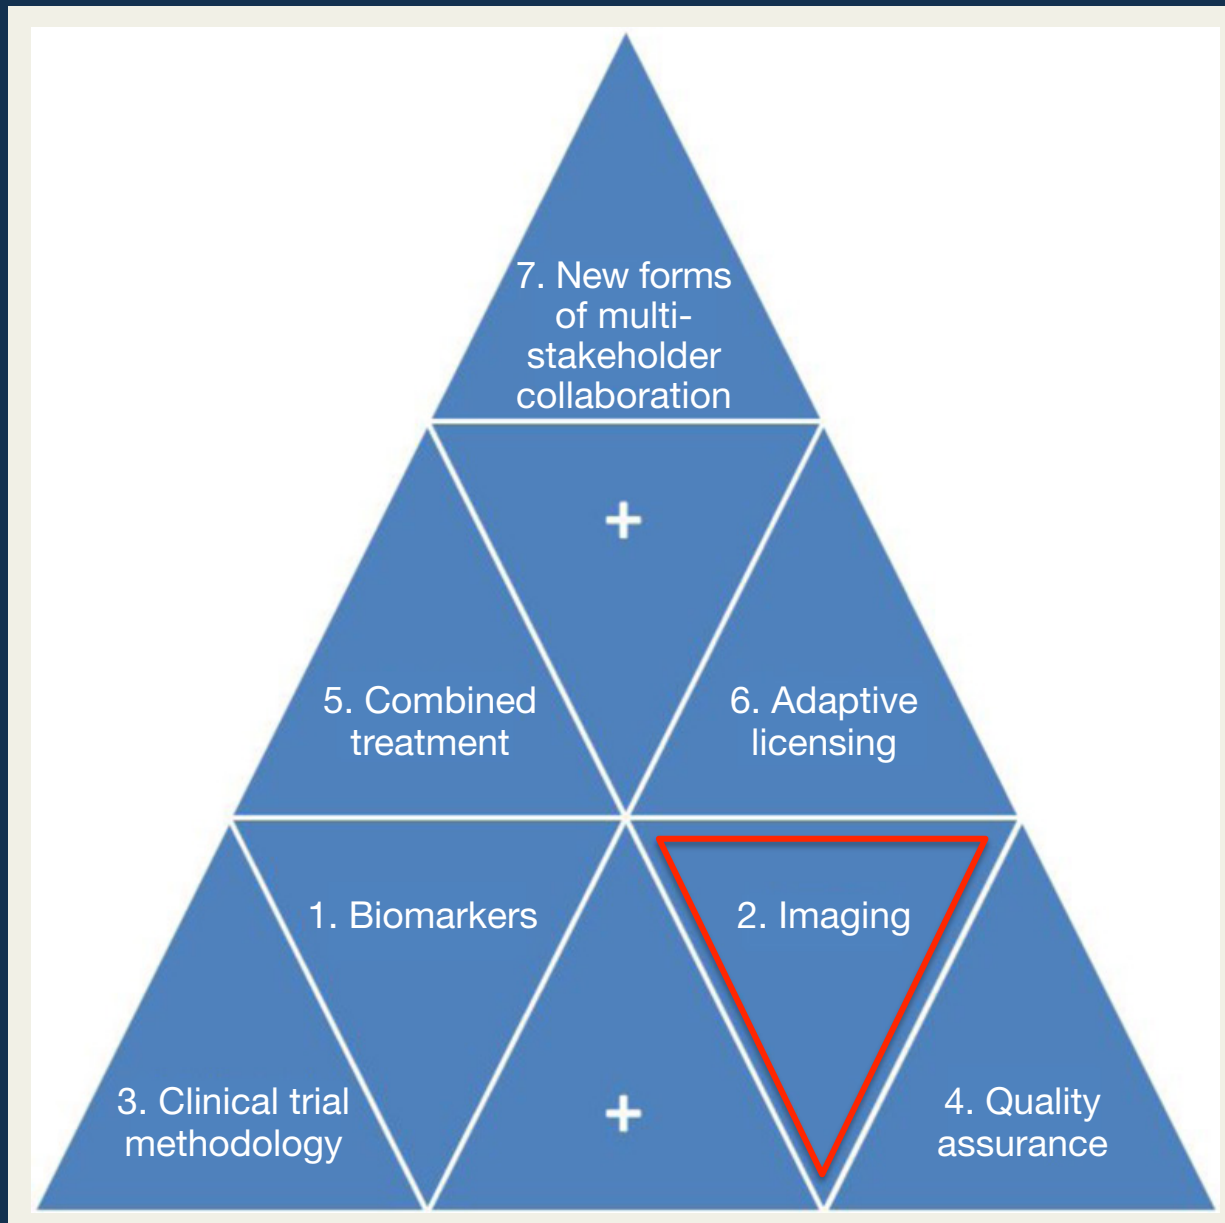 7. New forms
of multi-
stakeholder
collaboration
+
5. Combined
treatment
6. Adaptive
licensing
1. Biomarkers
2. Imaging
3. Clinical trial
methodology
+
4. Quality
assurance